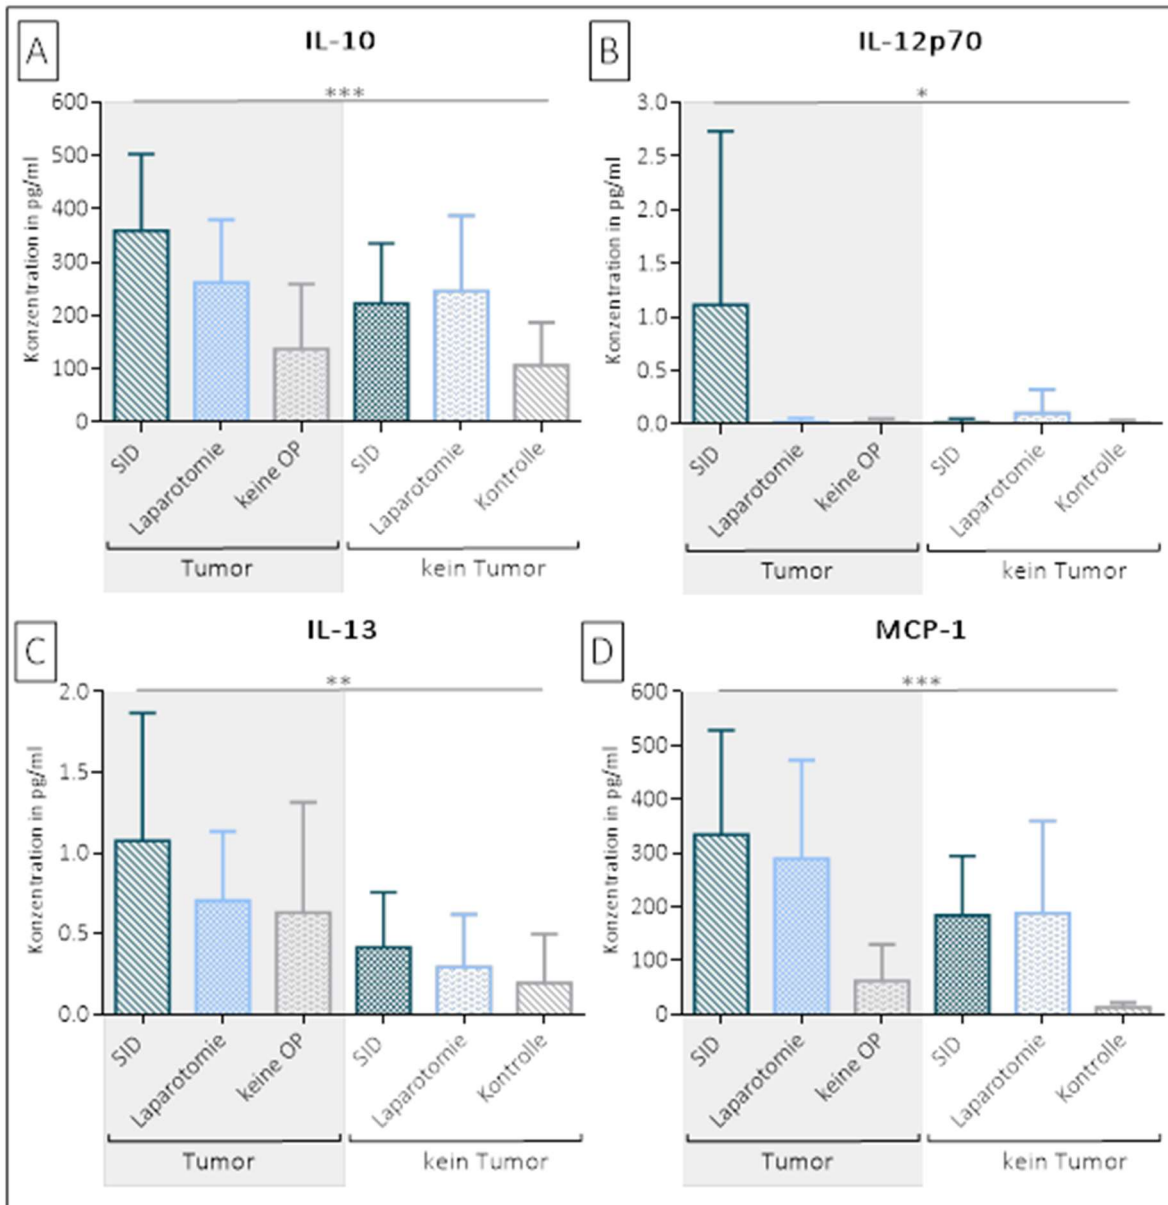 A
IL-10
***
Konzentration in pg/ml
600
500
400
300
200
100
0
SID
Laparotomie
keine OP
SID
Laparotomie
Kontrolle
Tumor
kein Tumor
B
IL-12p70
*
Konzentration in pg/ml
3.0
2.5
2.0
1.5
1.0
0.5
0.0
SID
Laparotomie
keine OP
SID
Laparotomie
Kontrolle
Tumor
kein Tumor
C
IL-13
**
Konzentration in pg/ml
2.0
1.5
1.0
0.5
0.0
SID
Laparotomie
keine OP
SID
Laparotomie
Kontrolle
Tumor
kein Tumor
D
MCP-1
***
Konzentration in pg/ml
600
500
400
300
200
100
0
SID
Laparotomie
keine OP
SID
Laparotomie
Kontrolle
Tumor
kein Tumor